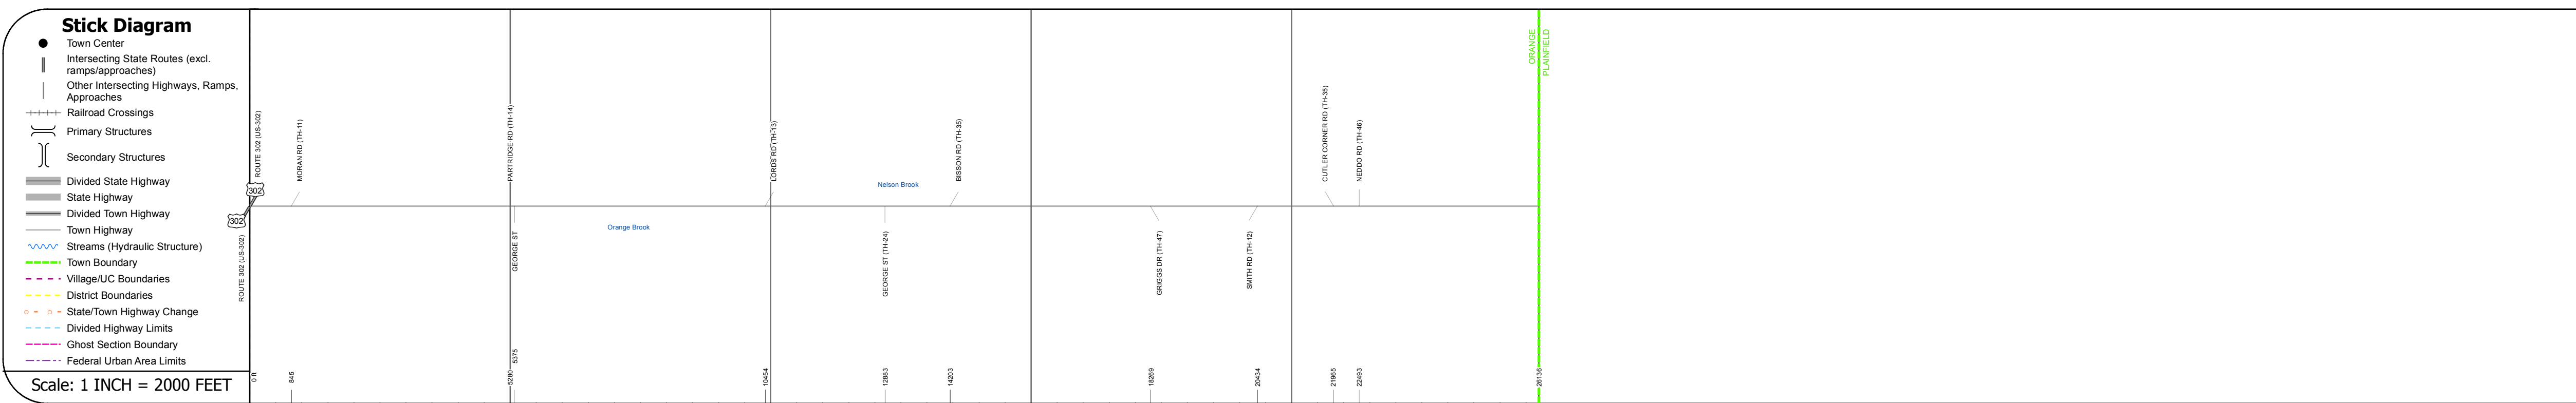 Stick Diagram
Town Center
Intersecting State Routes (excl.
ramps/approaches)
Other Intersecting Highways, Ramps,
Approaches
Railroad Crossings
Primary Structures
Secondary Structures
Divided State Highway
State Highway
Divided Town Highway
Town Highway
Streams (Hydraulic Structure)
Town Boundary
Village/UC Boundaries
District Boundaries
State/Town Highway Change
Divided Highway Limits
Ghost Section Boundary
Federal Urban Area Limits
Scale: 1 INCH = 2000 FEET
ROUTE 302 (US-302)
302
302
ROUTE 302 (US-302)
MORAN RD (TH-11)
PARTRIDGE RD (TH-14)
GEORGE ST
Orange Brook
LORDS RD (TH-13)
Nelson Brook
GEORGE ST (TH-24)
BISSON RD (TH-35)
GRIGGS DR (TH-47)
SMITH RD (TH-12)
CUTLER CORNER RD (TH-35)
NEDDO RD (TH-46)
ORANGE
PLAINFIELD
0 ft
845
5280
5375
10454
12883
14203
18269
20434
21965
22493
26136